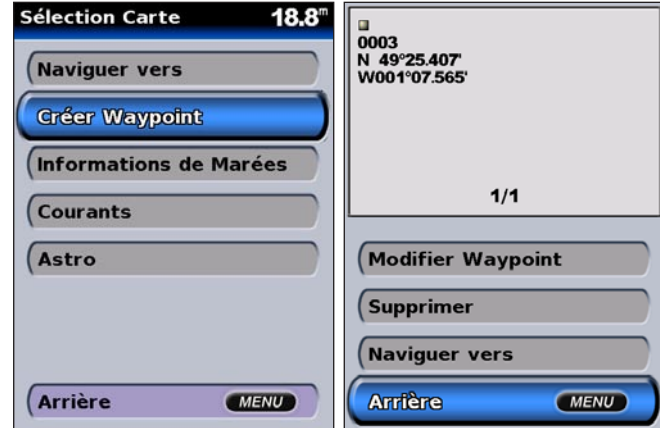 Sélection Carte 18.8m
Naviguer vers
Créer Waypoint
Informations de Marées
Courants
Astro
Arrière MENU
0003
N 49°25.407'
W001°07.565'
1/1
Modifier Waypoint
Supprimer
Naviguer vers
Arrière MENU